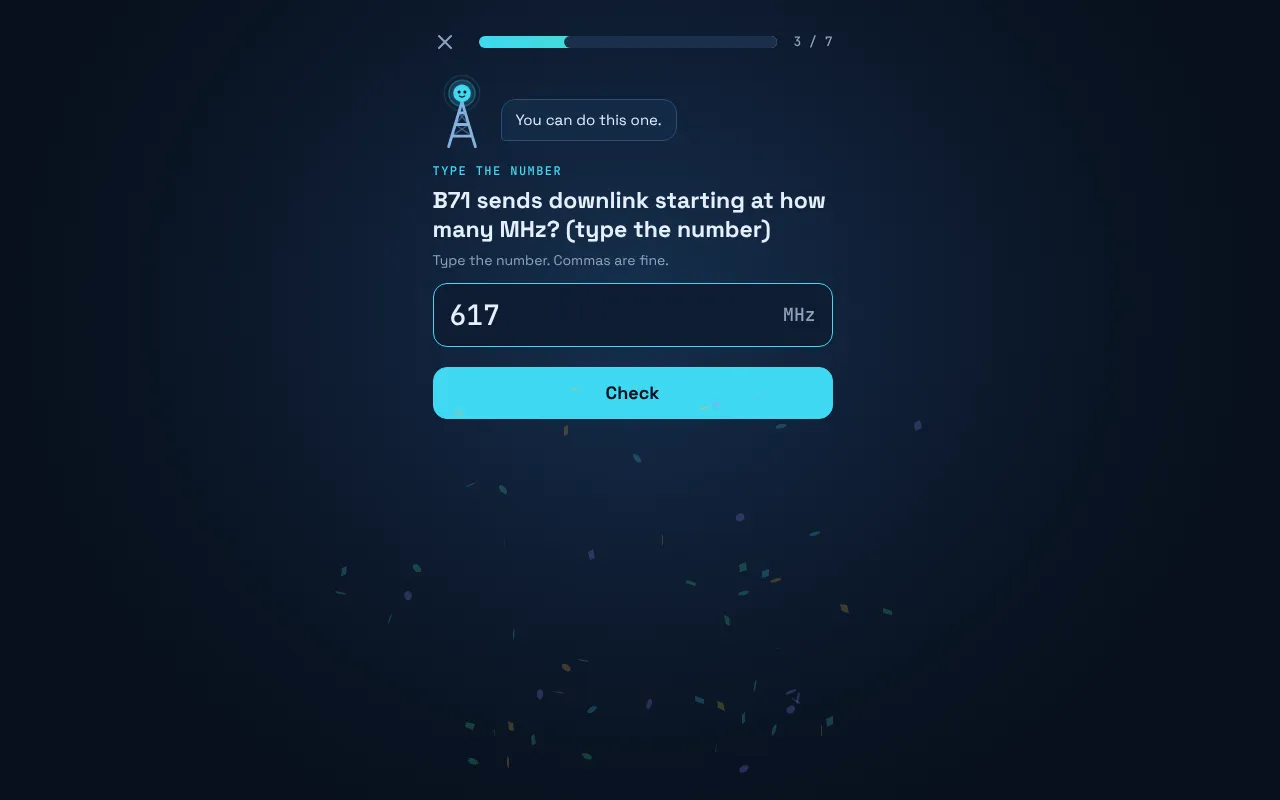 3 / 7
You can do this one.
TYPE THE NUMBER
B71 sends downlink starting at how
many MHz? (type the number)
Type the number. Commas are fine.
617 MHz
Check